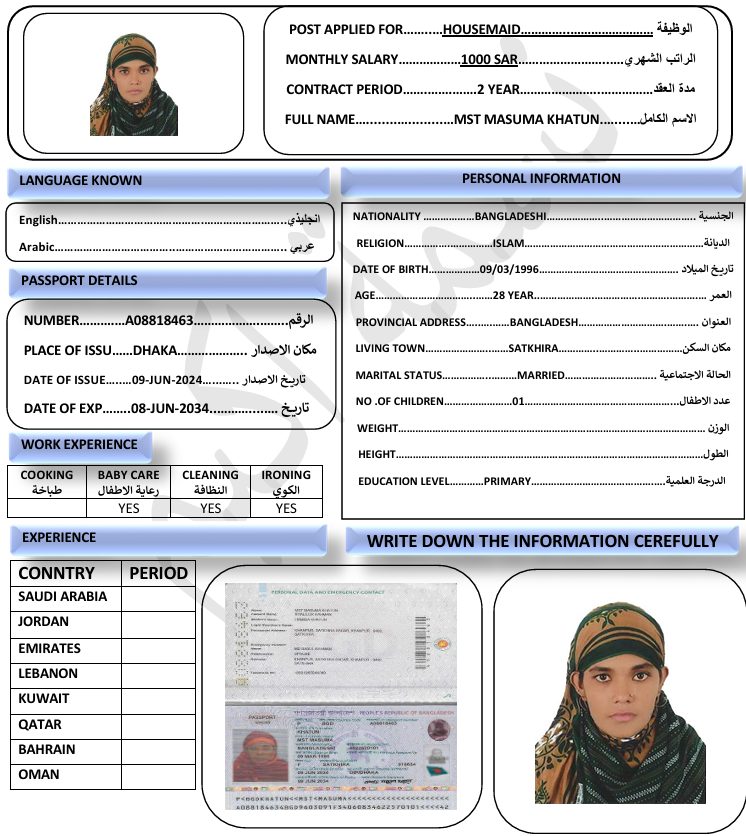 POST APPLIED FOR...........HOUSEMAID................................... الوظيفة
MONTHLY SALARY..................1000 SAR..............................الراتب الشهري
CONTRACT PERIOD.....................2 YEAR.....................................مدة العقد
FULL NAME............................MST MASUMA KHATUN...........الاسم الكامل
LANGUAGE KNOWN
English.............................................................انجليذي
Arabic.............................................................. عربي
PASSPORT DETAILS
NUMBER.............A08818463..........................الرقم
PLACE OF ISSU......DHAKA.................... مكان الاصدار
DATE OF ISSUE.......09-JUN-2024........... تاريخ الاصدار
DATE OF EXP.......08-JUN-2034................... تاريخ
WORK EXPERIENCE
COOKING BABY CARE CLEANING IRONING
طباخة رعاية الاطفال النظافة الكوي
YES YES YES
PERSONAL INFORMATION
NATIONALITY ...............BANGLADESHI............................................ الجنسية
RELIGION..........................ISLAM....................................................الديانة
DATE OF BIRTH...............09/03/1996......................................... تاريخ الميلاد
AGE...................................28 YEAR.................................................. العمر
PROVINCIAL ADDRESS.............BANGLADESH................................... العنوان
LIVING TOWN........................SATKHIRA.....................................مكان السكن
MARITAL STATUS......................MARRIED........................... الحالة الاجتماعية
NO .OF CHILDREN.....................01..............................................عدد الاطفال
WEIGHT........................................................................................... الوزن
HEIGHT............................................................................................الطول
EDUCATION LEVEL..........PRIMARY........................................الدرجة العلمية
EXPERIENCE
CONNTRY PERIOD
SAUDI ARABIA
JORDAN
EMIRATES
LEBANON
KUWAIT
QATAR
BAHRAIN
OMAN
WRITE DOWN THE INFORMATION CEREFULLY
PERSONAL DATA AND EMERGENCY CONTACT
MST MASUMA KHATUN
PEOPLE'S REPUBLIC OF BANGLADESH
PASSPORT
P BGD A08818463
KHATUN
MST MASUMA
BANGLADESHI
09 MAR 1996
F SATKHIRA
09 JUN 2024 DIP/DHAKA
08 JUN 2034